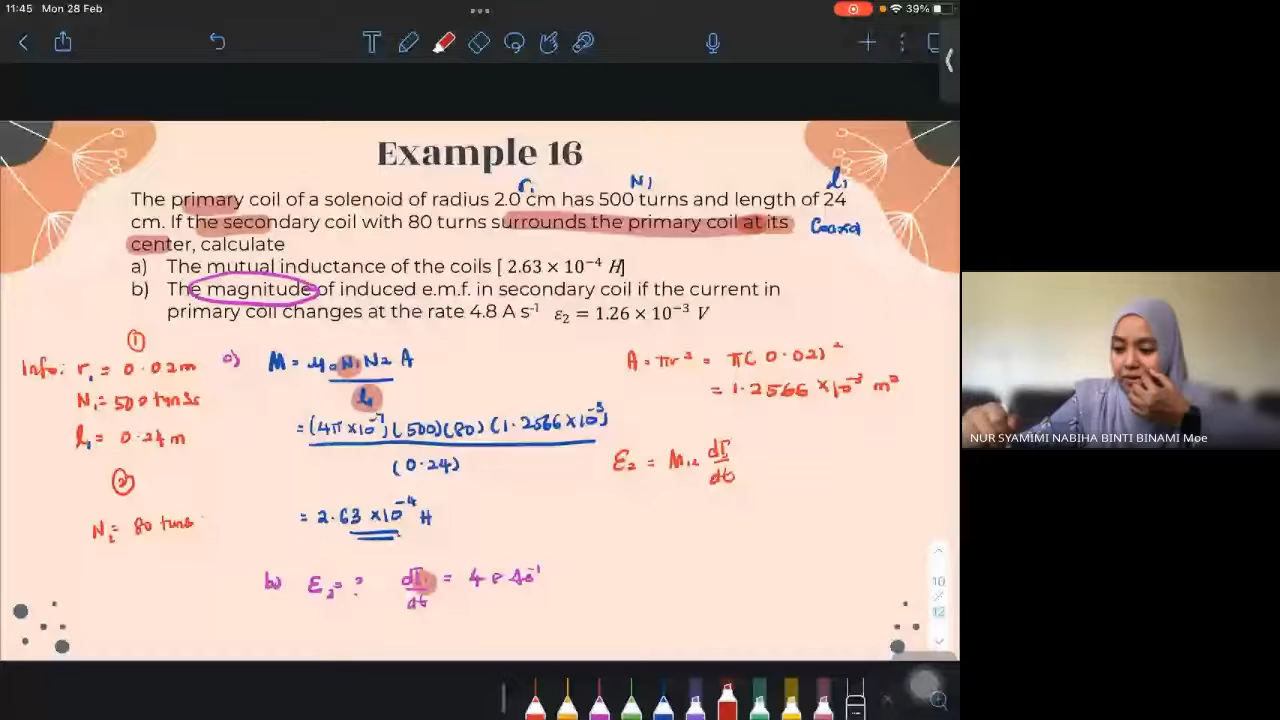 11:45 Mon 28 Feb
39%
Example 16
r₁ N1 l₁
The primary coil of a solenoid of radius 2.0 cm has 500 turns and length of 24
cm. If the secondary coil with 80 turns surrounds the primary coil at its
Coaxial
center, calculate
a) The mutual inductance of the coils [ 2.63 × 10⁻⁴ H]
b) The magnitude of induced e.m.f. in secondary coil if the current in
primary coil changes at the rate 4.8 A s⁻¹ ε₂ = 1.26 × 10⁻³ V
①
Info: r₁ = 0.02m
N₁ = 500 turns
l₁ = 0.24m
②
N₂ = 80 turns
a) M = μ₀N₁N₂A
l₁
= (4π×10⁻⁷)(500)(80)(1.2566×10⁻³)
(0.24)
= 2.63 ×10⁻⁴ H
b) ε₂ = ? dI₁ = 4.8 As⁻¹
dt
A = πr² = π(0.02)²
= 1.2566 ×10⁻³ m²
ε₂ = M₁₂ dI
dt
NUR SYAMIMI NABIHA BINTI BINAMI Moe
10
12